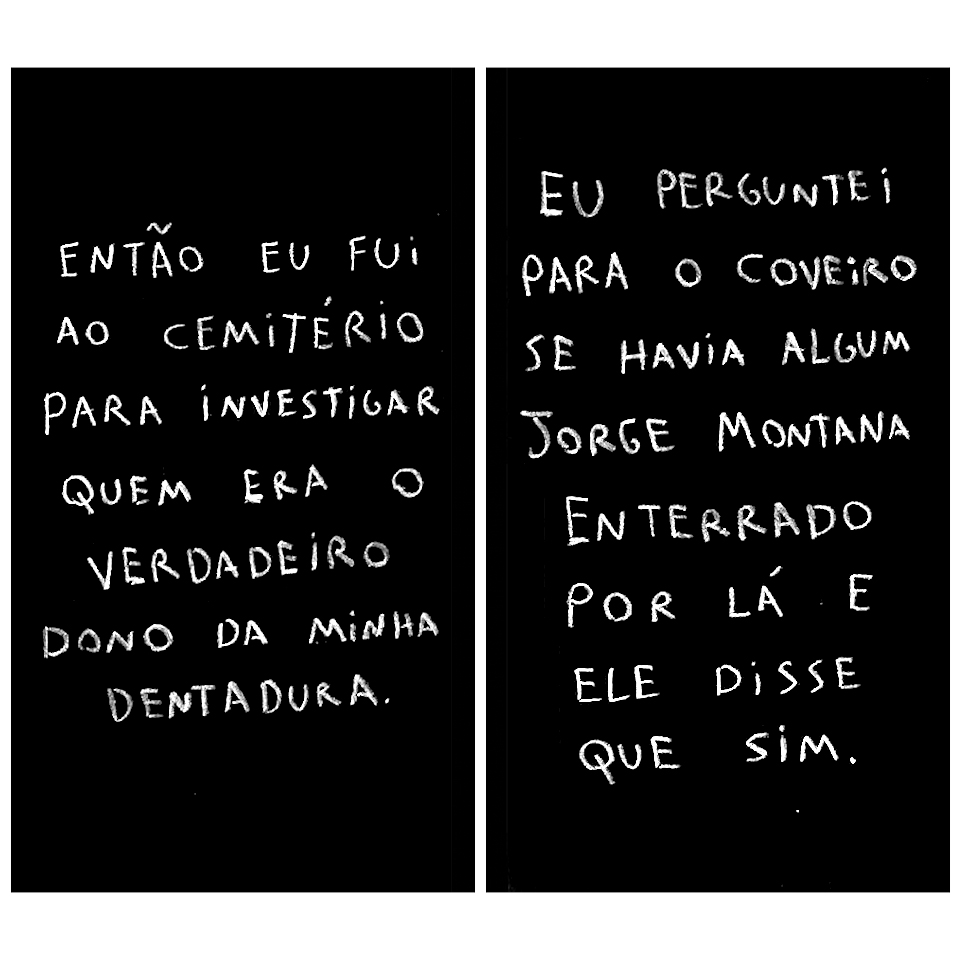 ENTÃO EU FUi
AO CEMiTÉRiO
PARA iNVESTiGAR
QUEM ERA O
VERDADEiRO
DONO DA MiNHA
DENTADURA.
EU PERGUNTEi
PARA O COVEiRO
SE HAViA ALGUM
JORGE MONTANA
ENTERRADO
POR LÁ E
ELE DiSSE
QUE SiM.